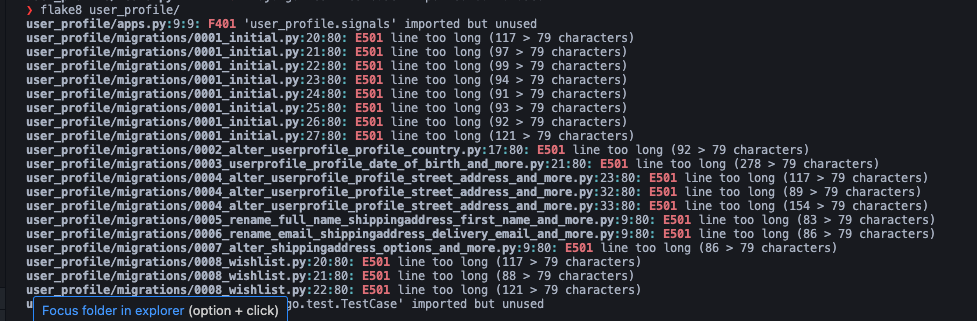 ❯ flake8 user_profile/
user_profile/apps.py:9:9: F401 'user_profile.signals' imported but unused
user_profile/migrations/0001_initial.py:20:80: E501 line too long (117 > 79 characters)
user_profile/migrations/0001_initial.py:21:80: E501 line too long (97 > 79 characters)
user_profile/migrations/0001_initial.py:22:80: E501 line too long (99 > 79 characters)
user_profile/migrations/0001_initial.py:23:80: E501 line too long (94 > 79 characters)
user_profile/migrations/0001_initial.py:24:80: E501 line too long (91 > 79 characters)
user_profile/migrations/0001_initial.py:25:80: E501 line too long (93 > 79 characters)
user_profile/migrations/0001_initial.py:26:80: E501 line too long (92 > 79 characters)
user_profile/migrations/0001_initial.py:27:80: E501 line too long (121 > 79 characters)
user_profile/migrations/0002_alter_userprofile_profile_country.py:17:80: E501 line too long (92 > 79 characters)
user_profile/migrations/0003_userprofile_profile_date_of_birth_and_more.py:21:80: E501 line too long (278 > 79 characters)
user_profile/migrations/0004_alter_userprofile_profile_street_address_and_more.py:23:80: E501 line too long (117 > 79 characters)
user_profile/migrations/0004_alter_userprofile_profile_street_address_and_more.py:32:80: E501 line too long (89 > 79 characters)
user_profile/migrations/0004_alter_userprofile_profile_street_address_and_more.py:33:80: E501 line too long (154 > 79 characters)
user_profile/migrations/0005_rename_full_name_shippingaddress_first_name_and_more.py:9:80: E501 line too long (83 > 79 characters)
user_profile/migrations/0006_rename_email_shippingaddress_delivery_email_and_more.py:9:80: E501 line too long (86 > 79 characters)
user_profile/migrations/0007_alter_shippingaddress_options_and_more.py:9:80: E501 line too long (86 > 79 characters)
user_profile/migrations/0008_wishlist.py:20:80: E501 line too long (117 > 79 characters)
user_profile/migrations/0008_wishlist.py:21:80: E501 line too long (88 > 79 characters)
user_profile/migrations/0008_wishlist.py:22:80: E501 line too long (121 > 79 characters)
go.test.TestCase' imported but unused
Focus folder in explorer (option + click)